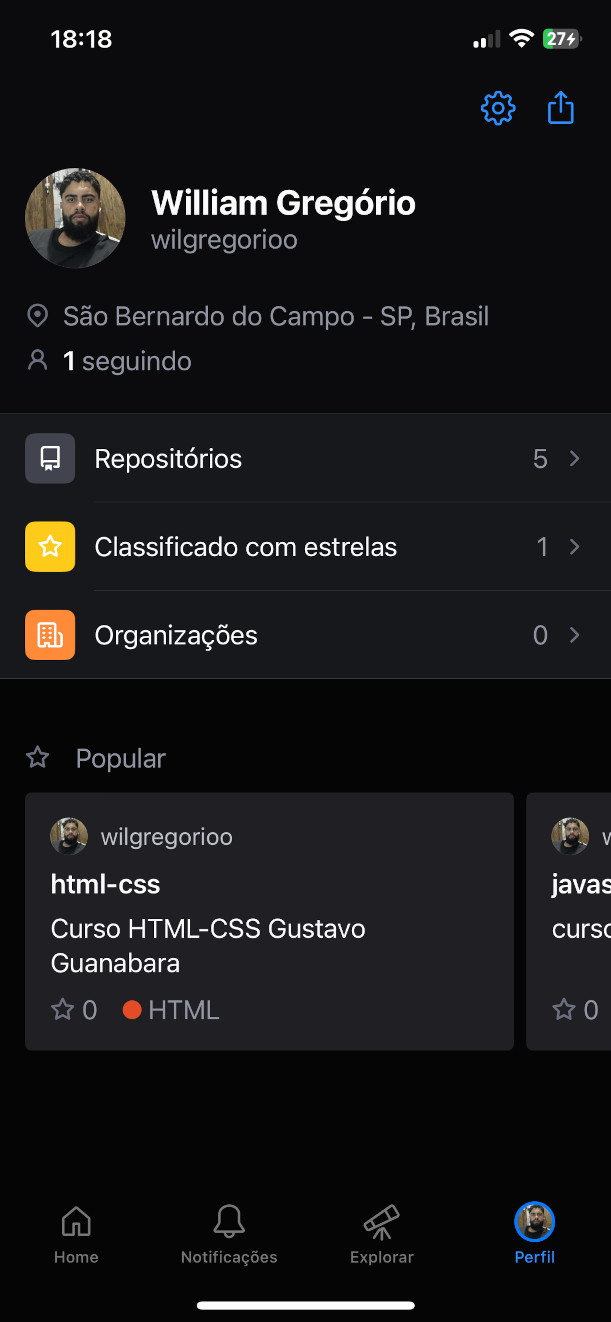 18:18
27
William Gregório
wilgregorioo
São Bernardo do Campo - SP, Brasil
1 seguindo
Repositórios 5
Classificado com estrelas 1
Organizações 0
Popular
wilgregorioo
html-css
Curso HTML-CSS Gustavo
Guanabara
0 HTML
w
javas
curso
0
Home
Notificações
Explorar
Perfil